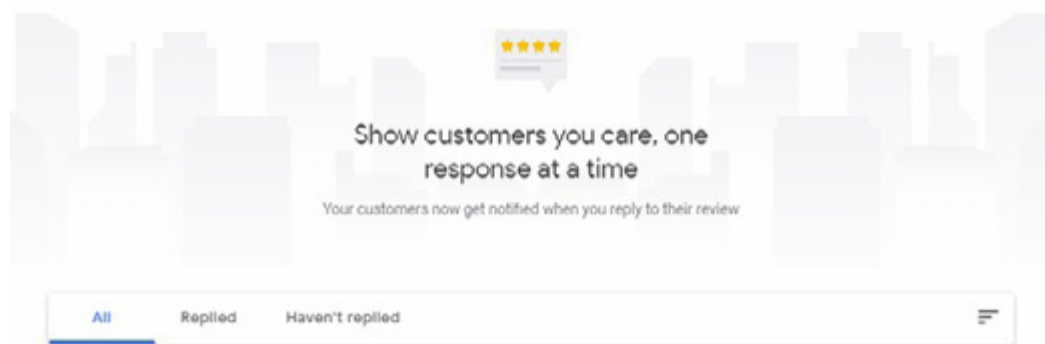 Show customers you care, one
response at a time
Your customers now get notified when you reply to their review
All Replied Haven't replied